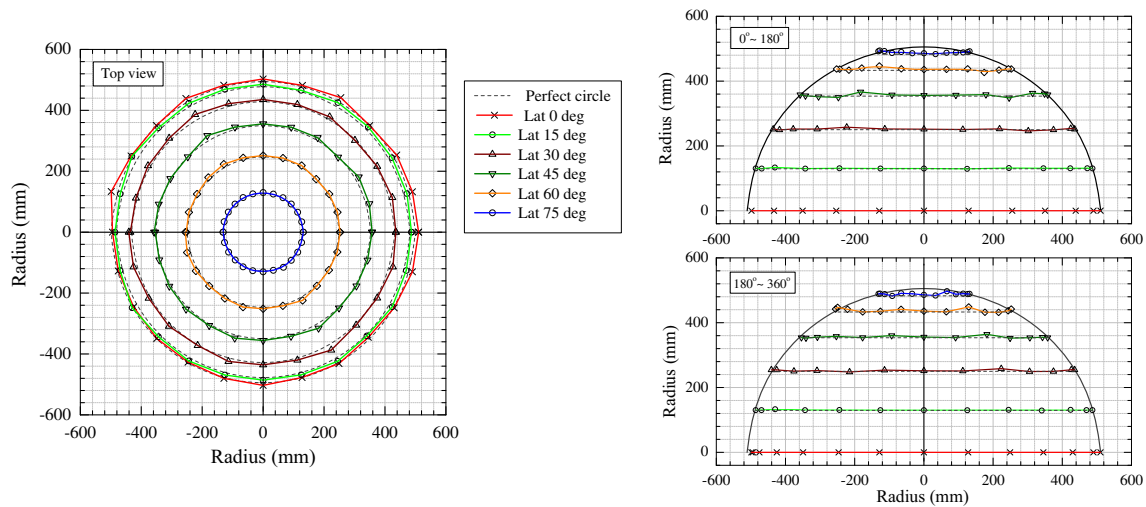 600
400
200
0
-200
-400
-600
-600 -400 -200 0 200 400 600
Radius (mm)
Radius (mm)
Top view
Perfect circle
Lat 0 deg
Lat 15 deg
Lat 30 deg
Lat 45 deg
Lat 60 deg
Lat 75 deg
600
400
200
0
-600 -400 -200 0 200 400 600
Radius (mm)
0°~ 180°
600
400
200
0
-600 -400 -200 0 200 400 600
Radius (mm)
Radius (mm)
180°~ 360°